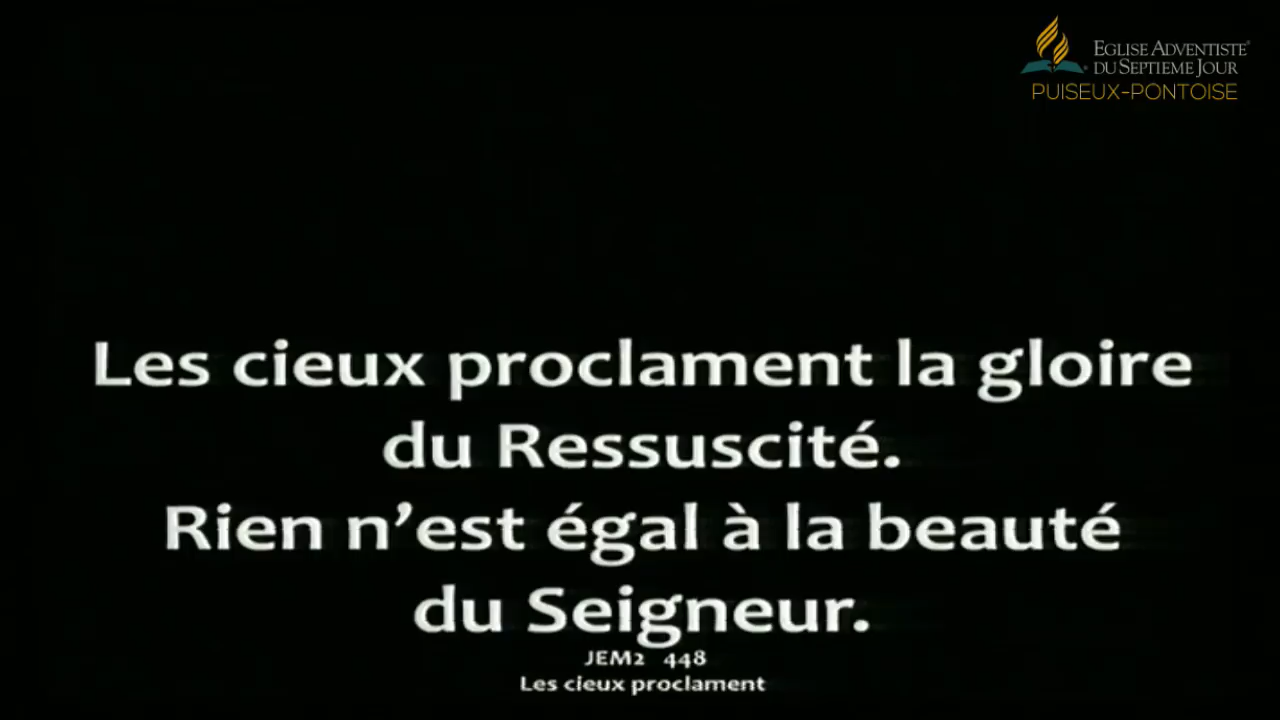 EGLISE ADVENTISTE®
DU SEPTIEME JOUR
PUISEUX-PONTOISE
Les cieux proclament la gloire
du Ressuscité.
Rien n’est égal à la beauté
du Seigneur.
JEM2 448
Les cieux proclament